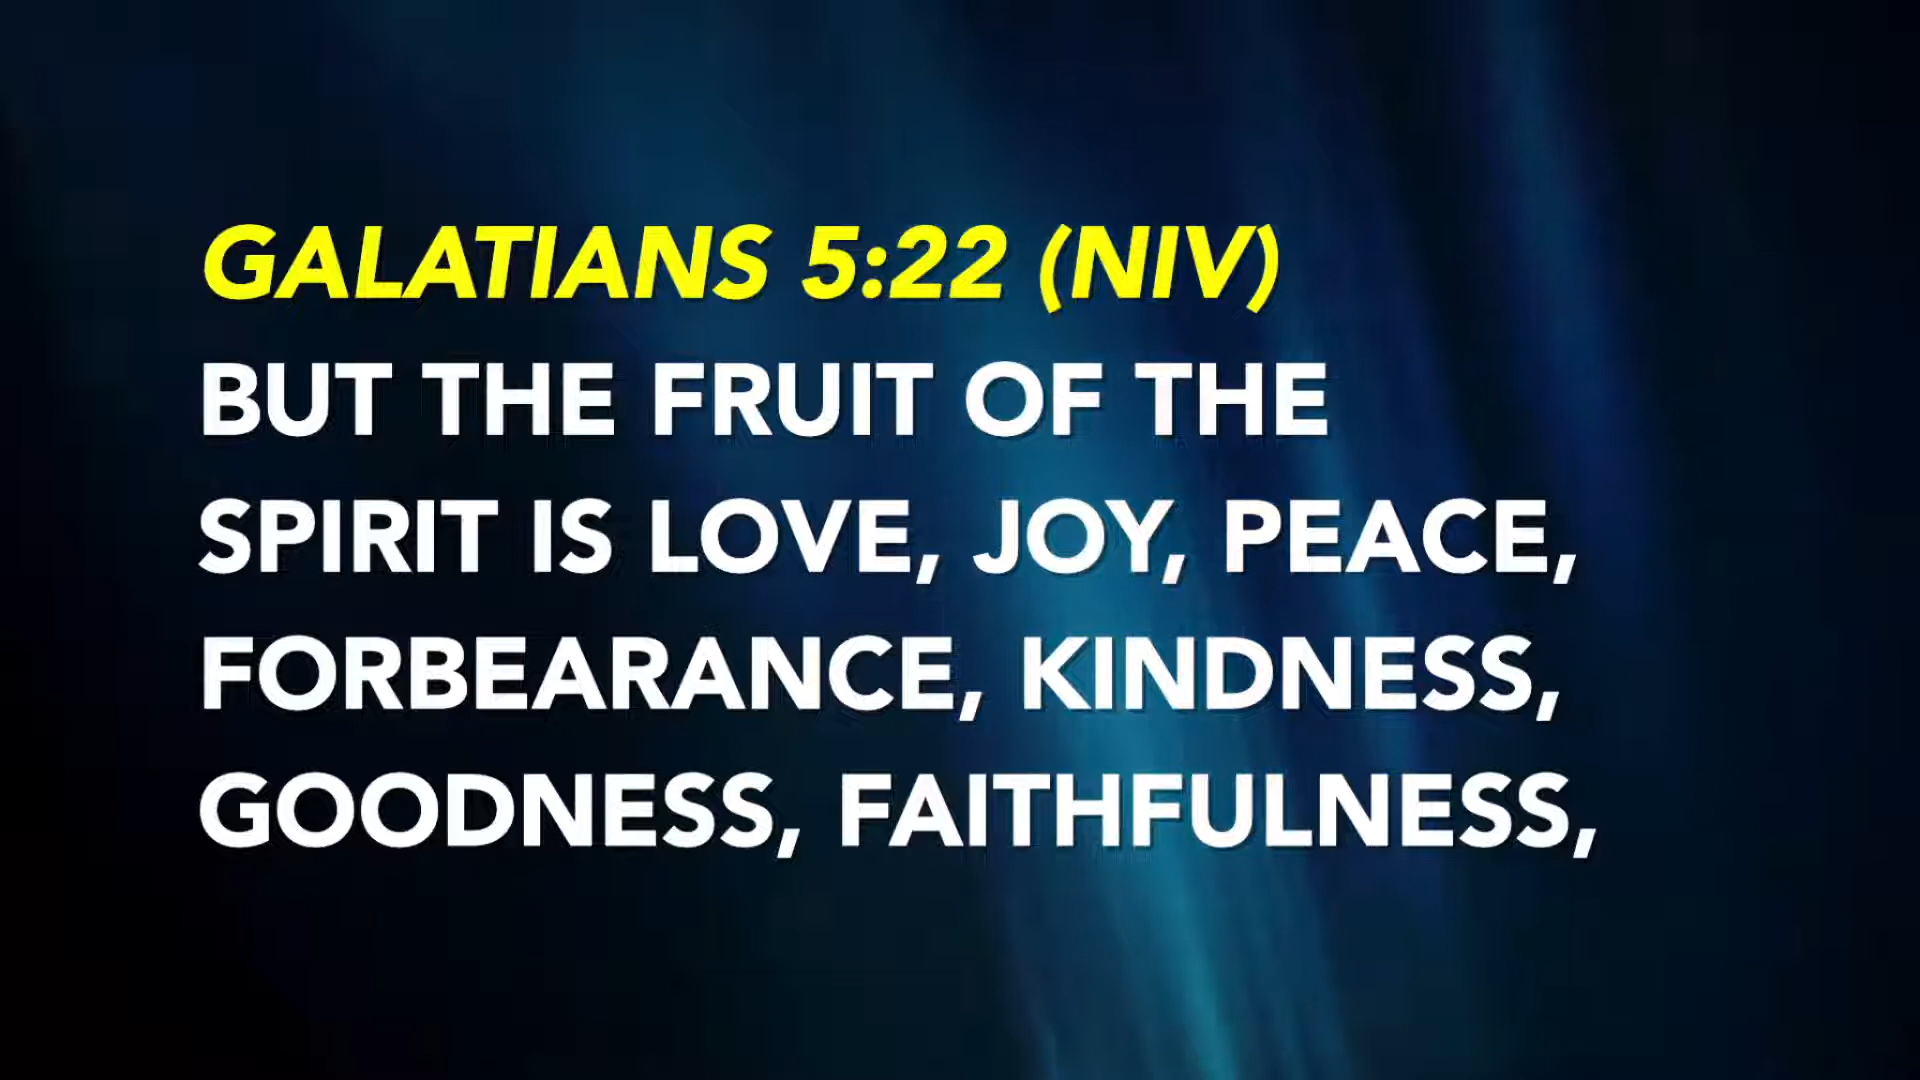 GALATIANS 5:22 (NIV)
BUT THE FRUIT OF THE
SPIRIT IS LOVE, JOY, PEACE,
FORBEARANCE, KINDNESS,
GOODNESS, FAITHFULNESS,